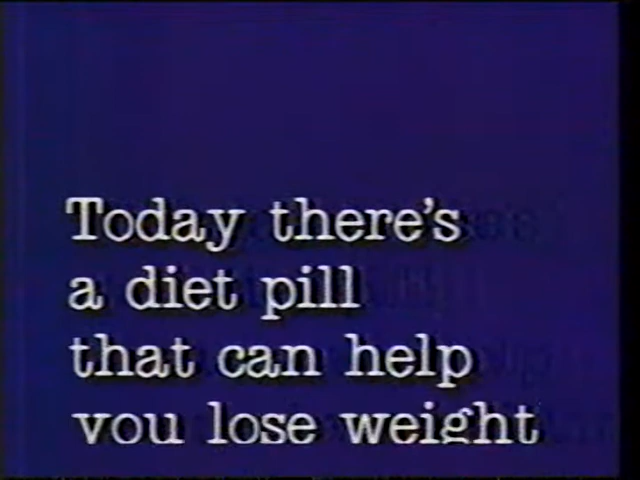 Today there's
a diet pill
that can help
you lose weight